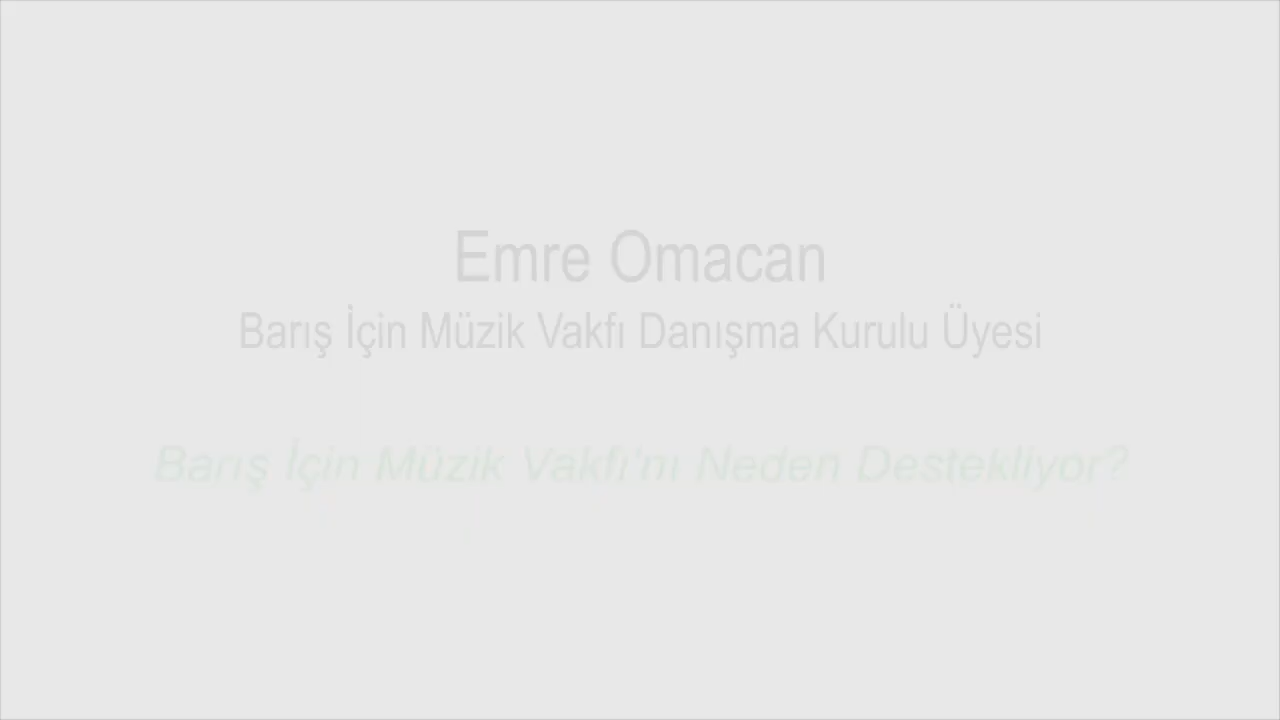 Emre Omacan
Barış İçin Müzik Vakfı Danışma Kurulu Üyesi
Barış İçin Müzik Vakfı'nı Neden Destekliyor?